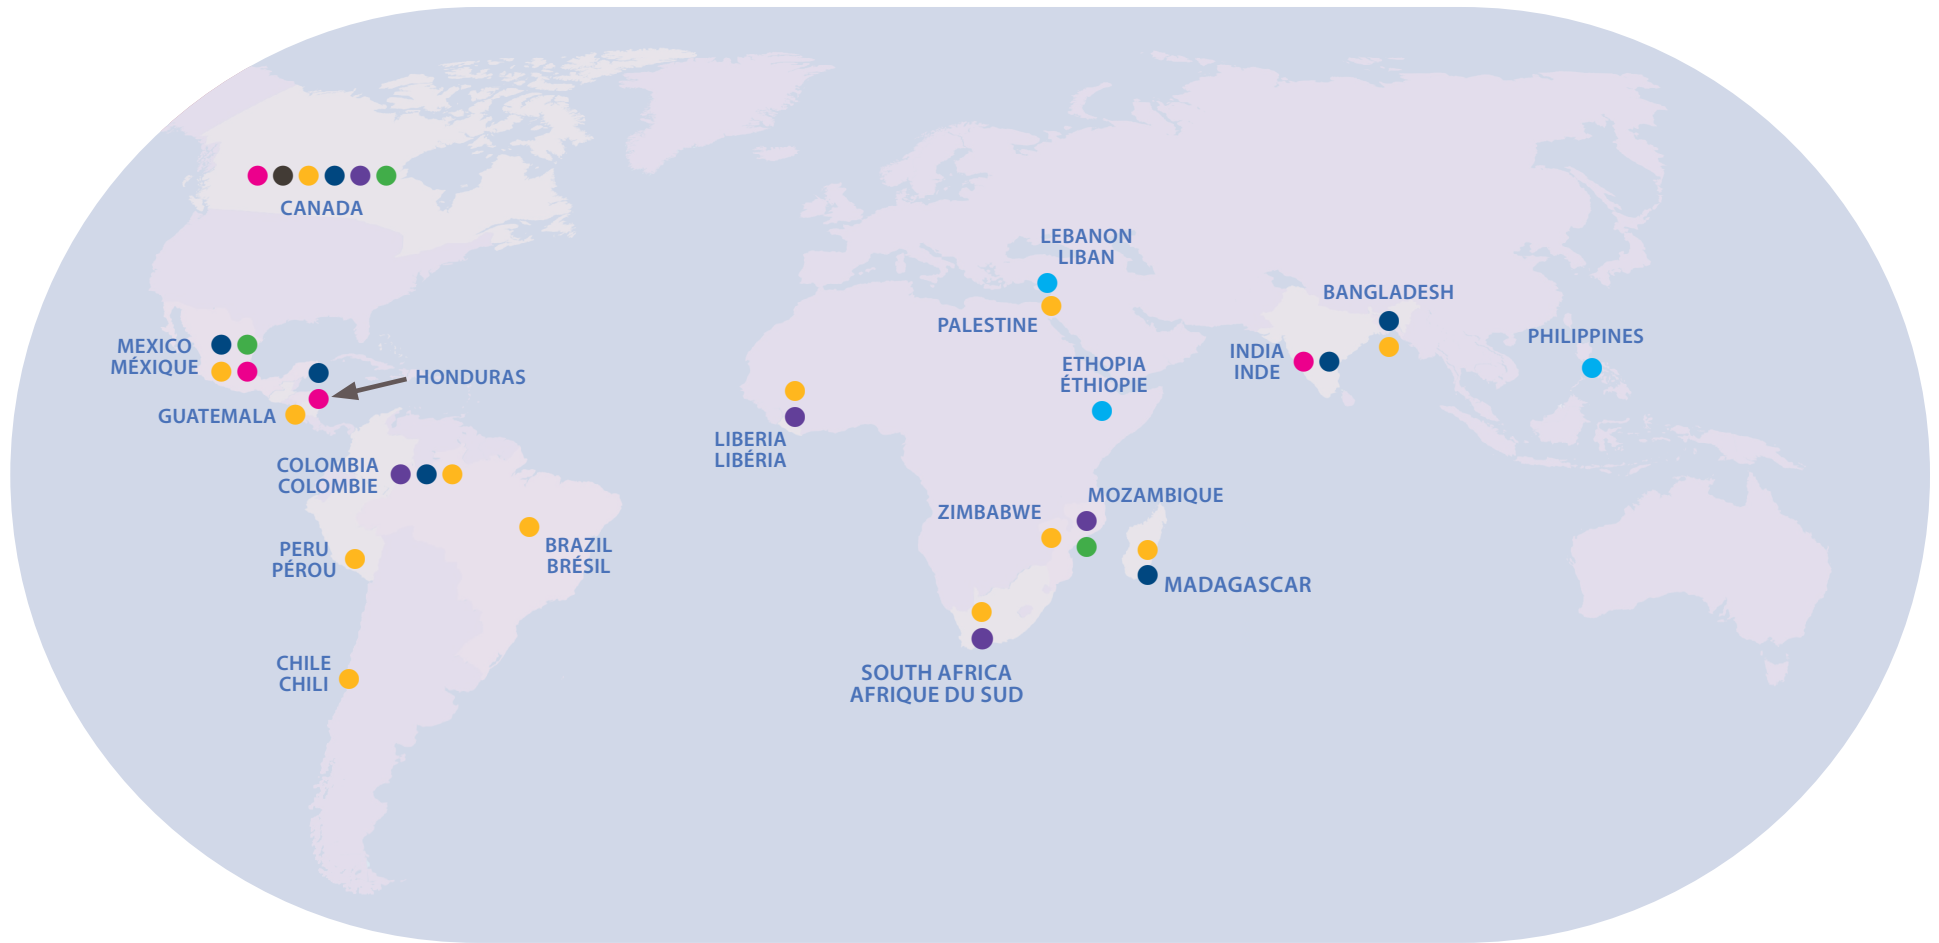 CANADA
LEBANON
LIBAN
BANGLADESH
PALESTINE
PHILIPPINES
MEXICO
MÉXIQUE
INDIA
INDE
ETHOPIA
ÉTHIOPIE
HONDURAS
GUATEMALA
LIBERIA
LIBÉRIA
COLOMBIA
COLOMBIE
MOZAMBIQUE
ZIMBABWE
BRAZIL
BRÉSIL
PERU
PÉROU
MADAGASCAR
SOUTH AFRICA
AFRIQUE DU SUD
CHILE
CHILI